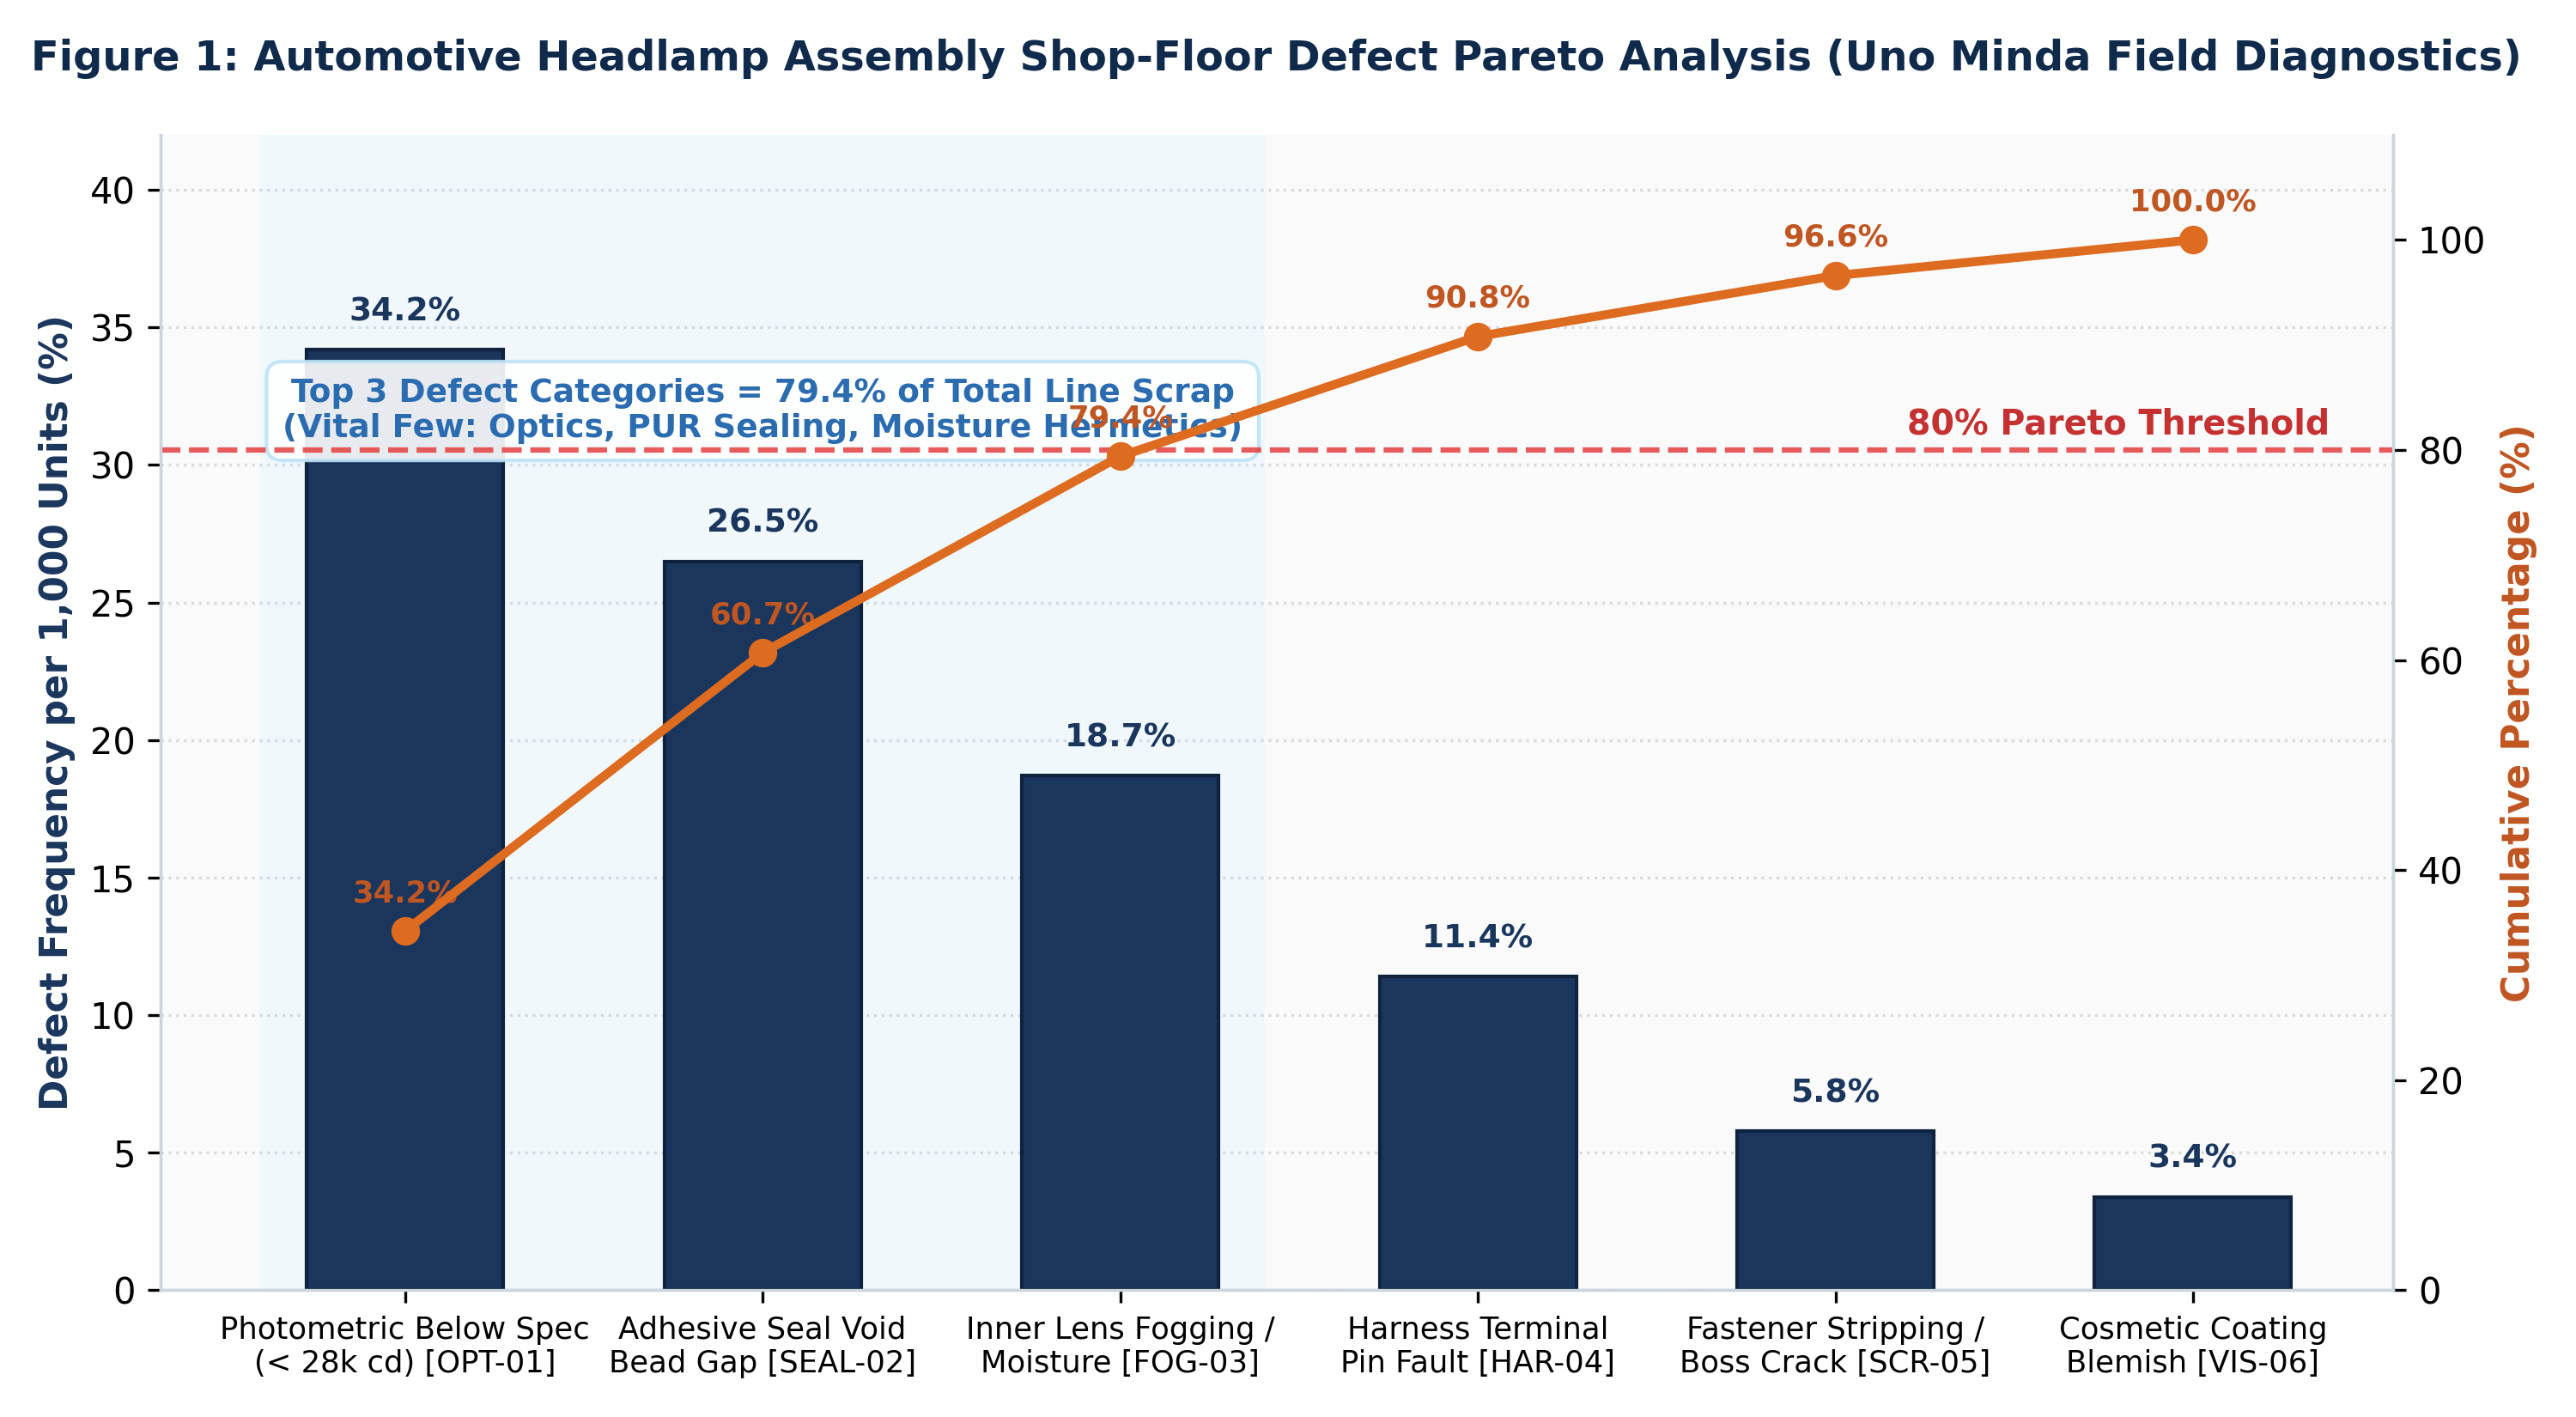 Figure 1: Automotive Headlamp Assembly Shop-Floor Defect Pareto Analysis (Uno Minda Field Diagnostics)
Defect Frequency per 1,000 Units (%)
40
35
30
25
20
15
10
5
0
34.2%
26.5%
18.7%
11.4%
5.8%
3.4%
Top 3 Defect Categories = 79.4% of Total Line Scrap
(Vital Few: Optics, PUR Sealing, Moisture Hermetics)
34.2%
60.7%
79.4%
90.8%
96.6%
100.0%
80% Pareto Threshold
100
80
60
40
20
0
Cumulative Percentage (%)
Photometric Below Spec
(< 28k cd) [OPT-01]
Adhesive Seal Void
Bead Gap [SEAL-02]
Inner Lens Fogging /
Moisture [FOG-03]
Harness Terminal
Pin Fault [HAR-04]
Fastener Stripping /
Boss Crack [SCR-05]
Cosmetic Coating
Blemish [VIS-06]